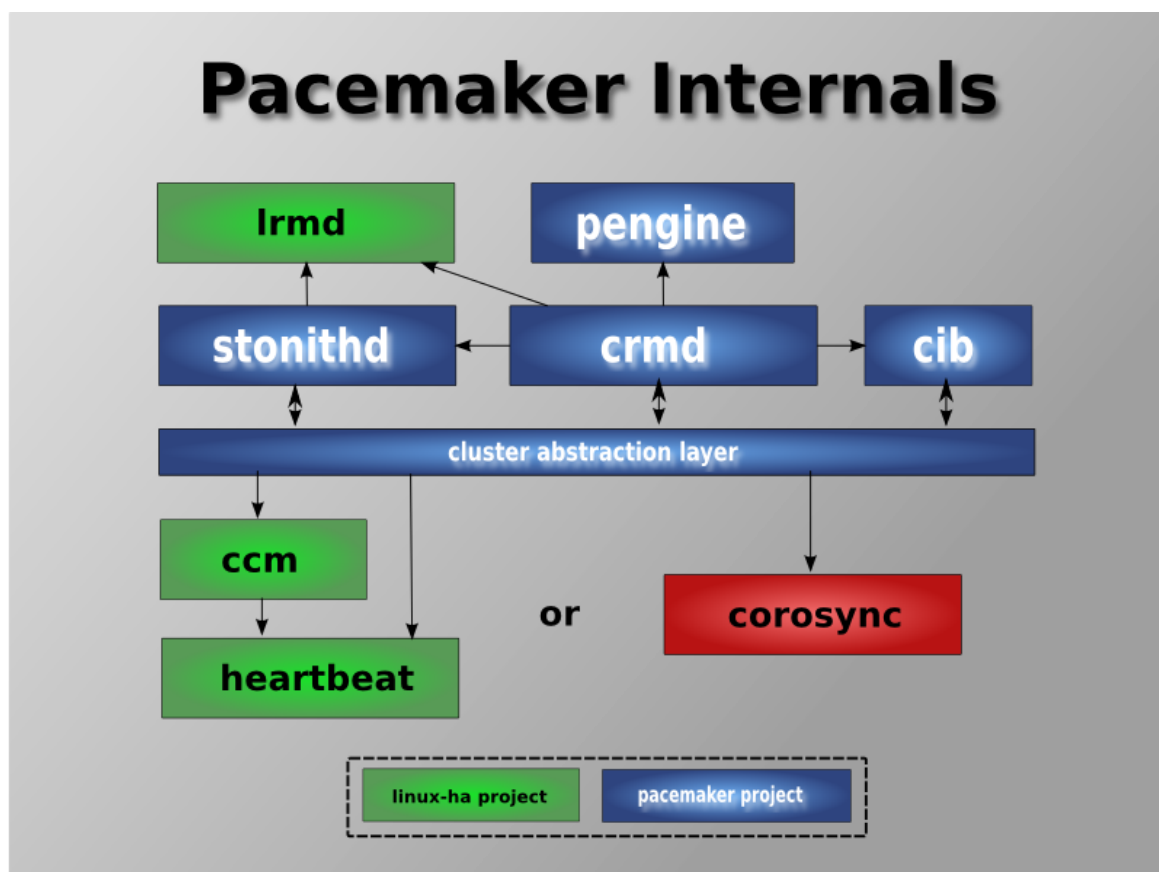 Pacemaker Internals
lrmd
pengine
stonithd
crmd
cib
cluster abstraction layer
ccm
or
corosync
heartbeat
linux-ha project
pacemaker project